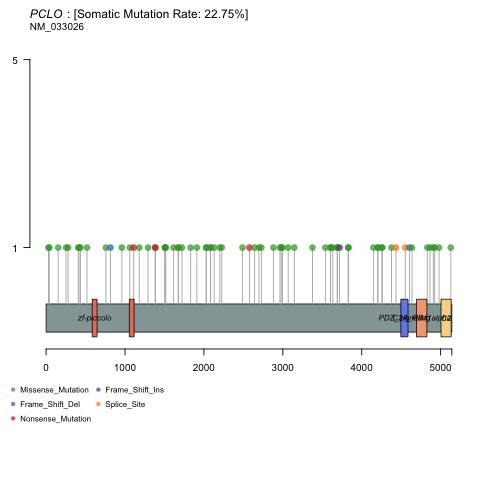 PCLO : [Somatic Mutation Rate: 22.75%]
NM_033026
5
1
zf-piccolo
0 1000 2000 3000 4000 5000
Missense_Mutation Frame_Shift_Ins
Frame_Shift_Del Splice_Site
Nonsense_Mutation